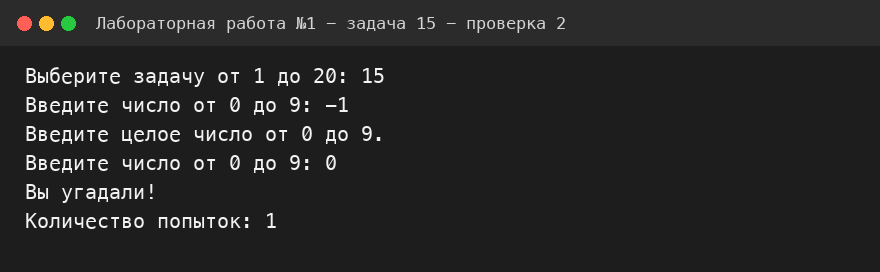 Лабораторная работа №1 — задача 15 — проверка 2
Выберите задачу от 1 до 20: 15
Введите число от 0 до 9: -1
Введите целое число от 0 до 9.
Введите число от 0 до 9: 0
Вы угадали!
Количество попыток: 1